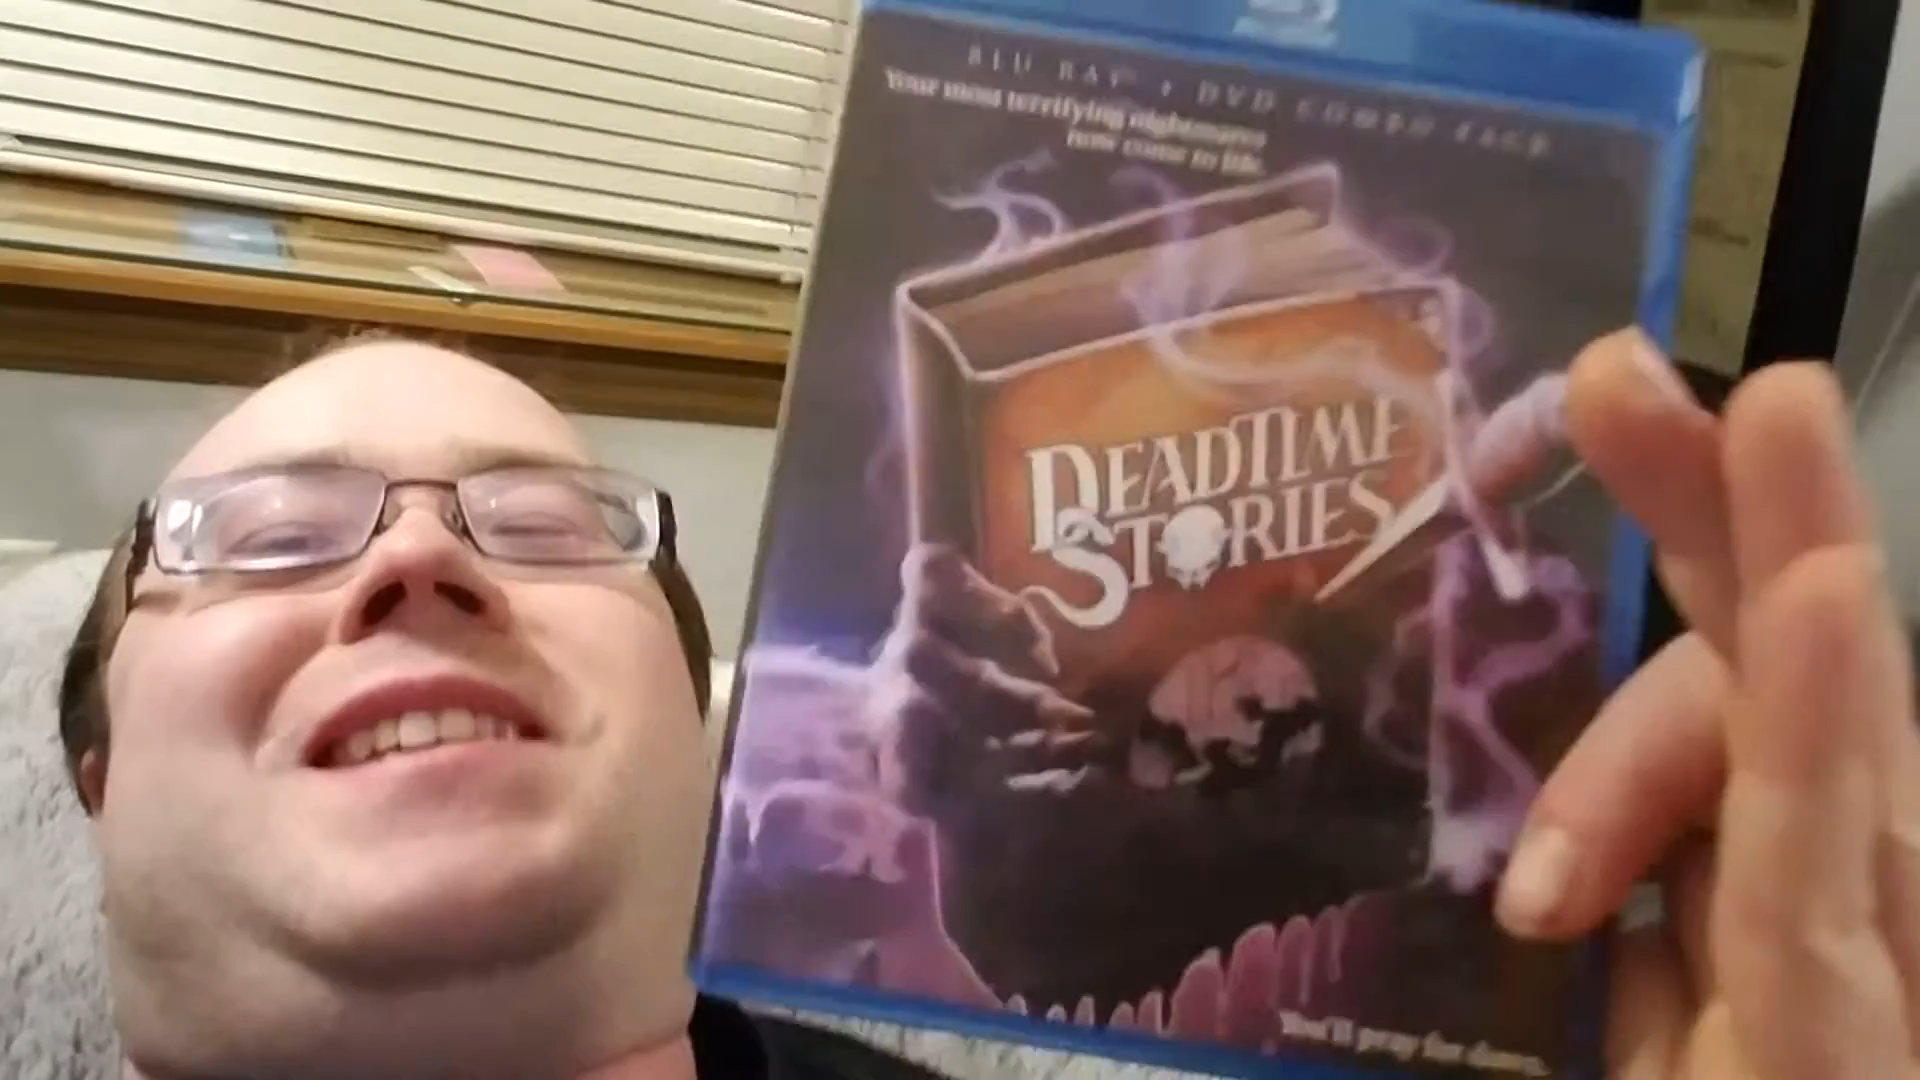 BLU RAY + DVD COMBO PACK
Your most terrifying nightmares
now come to life.
DEADTIME
STORIES
You'll pray for dawn.